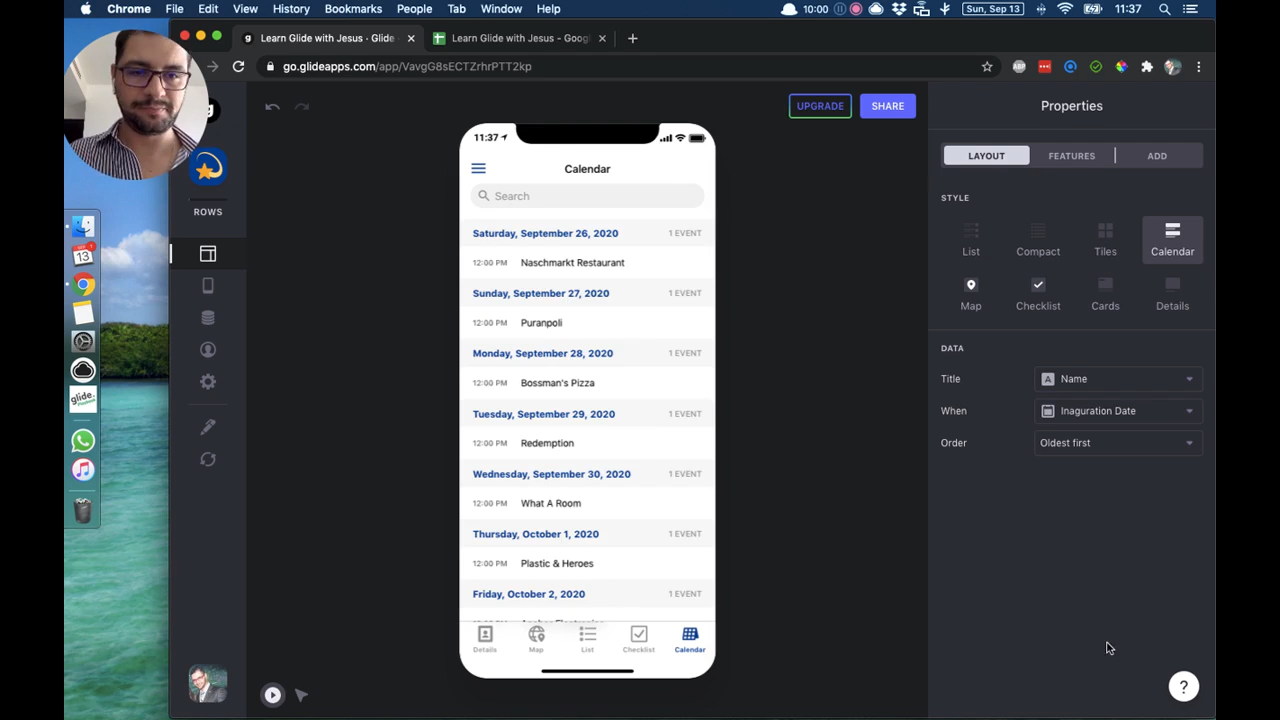 Chrome File Edit View History Bookmarks People Tab Window Help 10:00 Sun, Sep 13 11:37
Learn Glide with Jesus · Glide
Learn Glide with Jesus - Goog
go.glideapps.com/app/VavgG8sECTZrhrPTT2kp
UPGRADE
SHARE
Properties
LAYOUT
FEATURES
ADD
ROWS
STYLE
List
Compact
Tiles
Calendar
Map
Checklist
Cards
Details
DATA
Title
Name
When
Inaguration Date
Order
Oldest first
11:37
Calendar
Search
Saturday, September 26, 2020 1 EVENT
12:00 PM Naschmarkt Restaurant
Sunday, September 27, 2020 1 EVENT
12:00 PM Puranpoli
Monday, September 28, 2020 1 EVENT
12:00 PM Bossman's Pizza
Tuesday, September 29, 2020 1 EVENT
12:00 PM Redemption
Wednesday, September 30, 2020 1 EVENT
12:00 PM What A Room
Thursday, October 1, 2020 1 EVENT
12:00 PM Plastic & Heroes
Friday, October 2, 2020 1 EVENT
Details
Map
List
Checklist
Calendar
13
glide
?